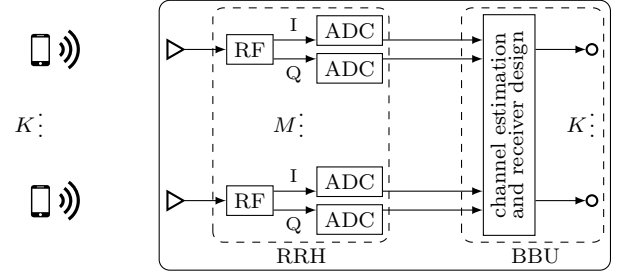 I
RF
ADC
Q
ADC
K
M
channel estimation
and receiver design
K
I
RF
ADC
Q
ADC
RRH
BBU